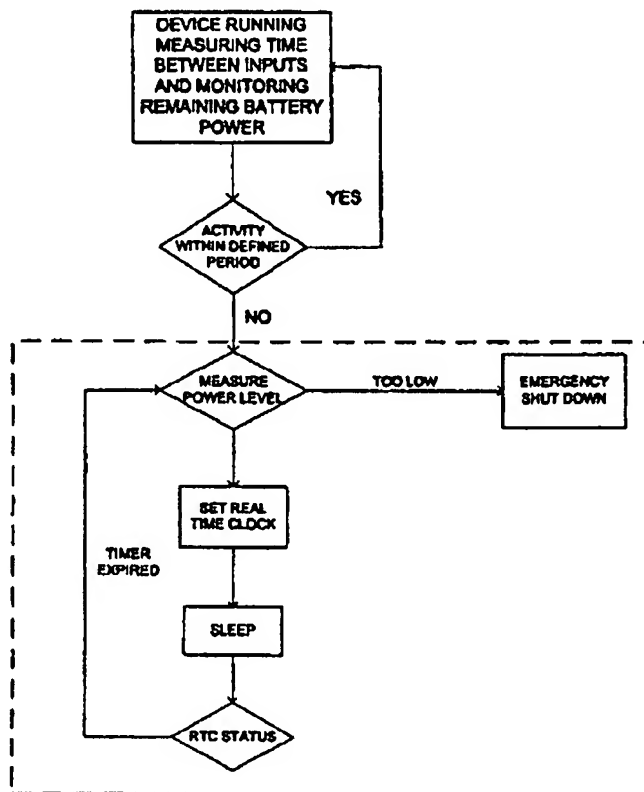 DEVICE RUNNING
MEASURING TIME
BETWEEN INPUTS
AND MONITORING
REMAINING BATTERY
POWER
YES
ACTIVITY
WITHIN DEFINED
PERIOD
NO
MEASURE
POWER LEVEL
TOO LOW
EMERGENCY
SHUT DOWN
SET REAL
TIME CLOCK
TIMER
EXPIRED
SLEEP
RTC STATUS